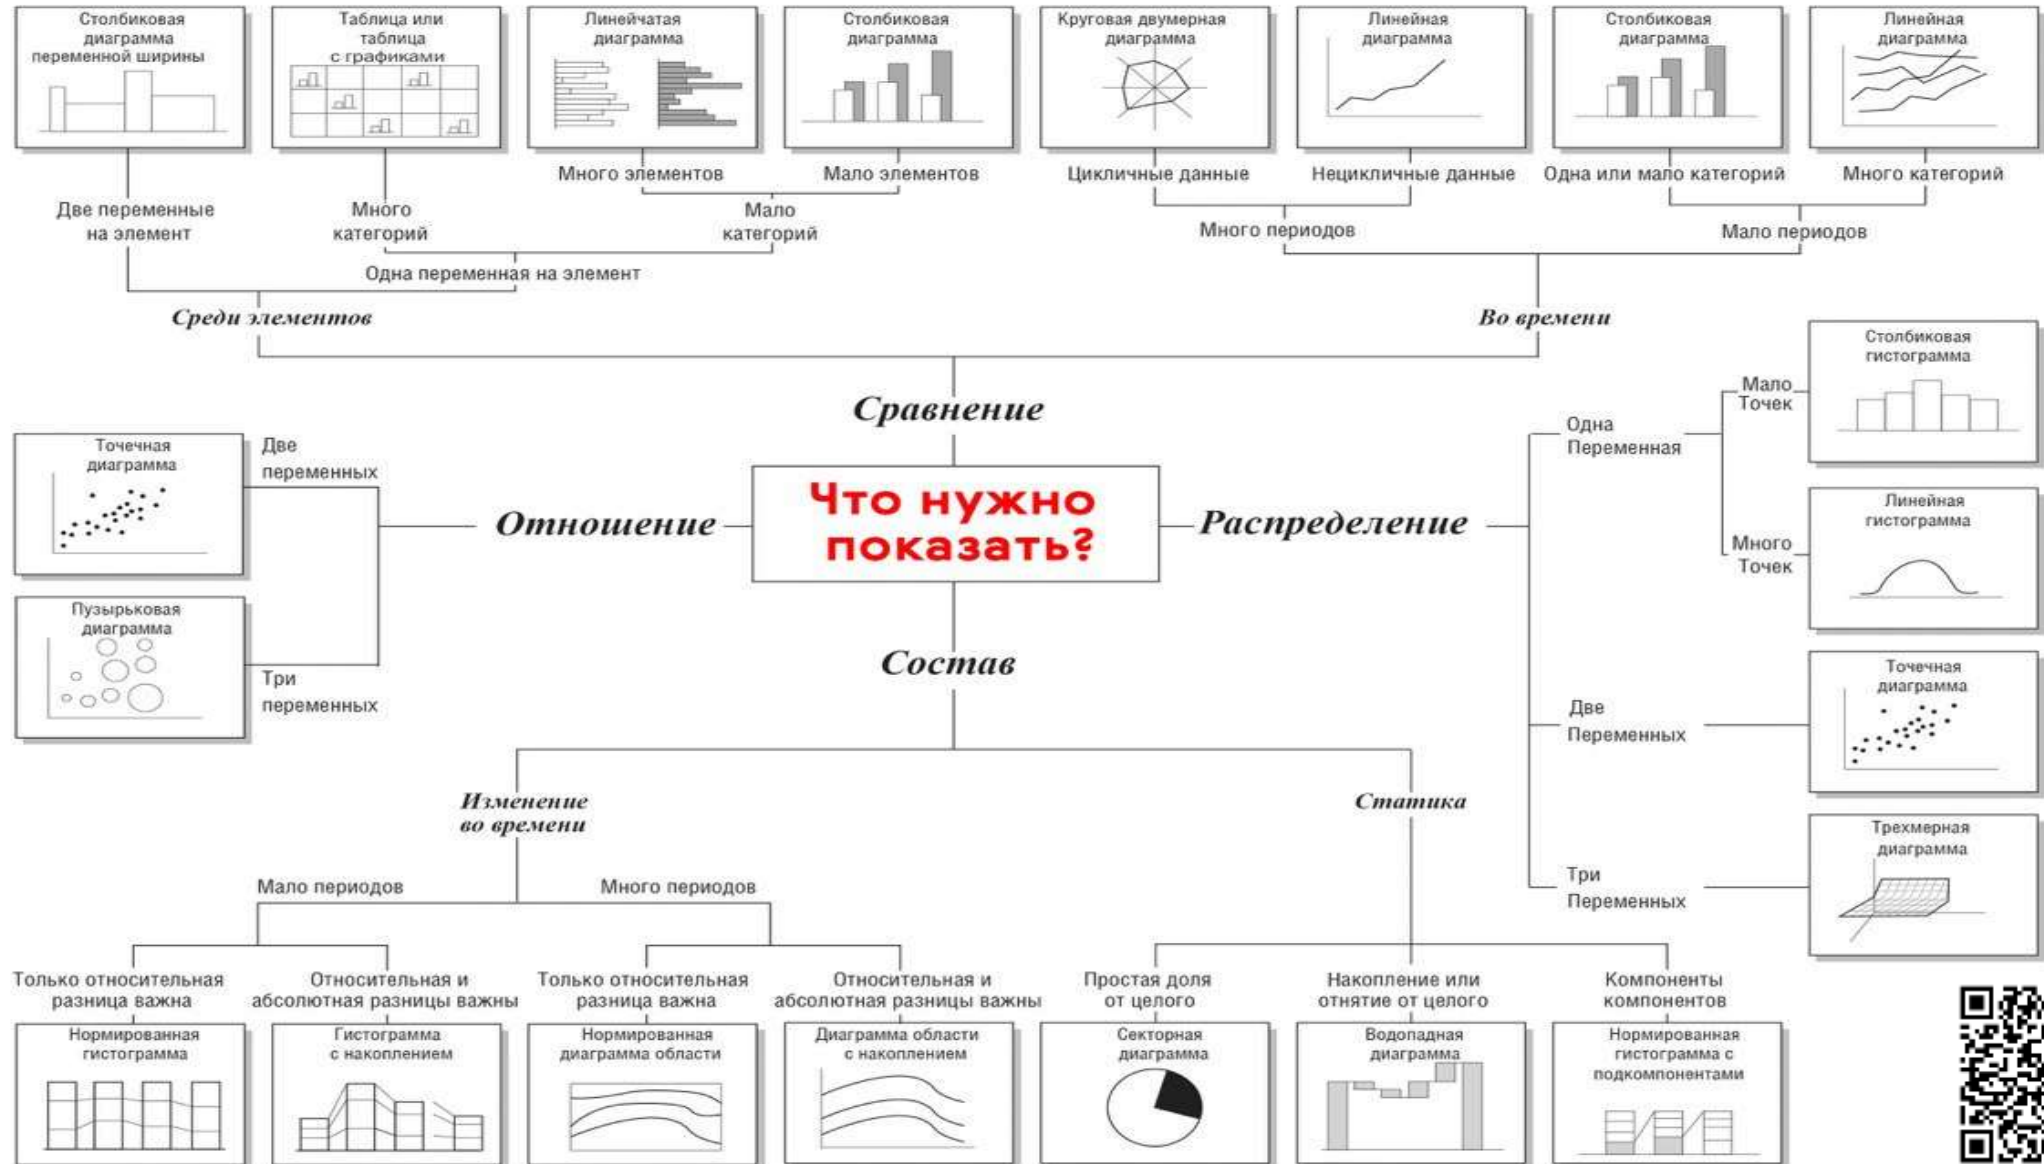 Столбиковая
диаграмма
переменной ширины
Таблица или
таблица
с графиками
Линейчатая
диаграмма
Столбиковая
диаграмма
Круговая двумерная
диаграмма
Линейная
диаграмма
Столбиковая
диаграмма
Линейная
диаграмма
Много элементов
Мало элементов
Цикличные данные
Нецикличные данные
Одна или мало категорий
Много категорий
Две переменные
на элемент
Много
категорий
Мало
категорий
Много периодов
Мало периодов
Одна переменная на элемент
Среди элементов
Во времени
Сравнение
Точечная
диаграмма
Две
переменных
Отношение
Что нужно
показать?
Распределение
Одна
Переменная
Мало
Точек
Столбиковая
гистограмма
Много
Точек
Линейная
гистограмма
Пузырьковая
диаграмма
Три
переменных
Состав
Две
Переменных
Точечная
диаграмма
Три
Переменных
Трехмерная
диаграмма
Изменение
во времени
Статика
Мало периодов
Много периодов
Только относительная
разница важна
Относительная и
абсолютная разницы важны
Только относительная
разница важна
Относительная и
абсолютная разницы важны
Простая доля
от целого
Накопление или
отнятие от целого
Компоненты
компонентов
Нормированная
гистограмма
Гистограмма
с накоплением
Нормированная
диаграмма области
Диаграмма области
с накоплением
Секторная
диаграмма
Водопадная
диаграмма
Нормированная
гистограмма с
подкомпонентами